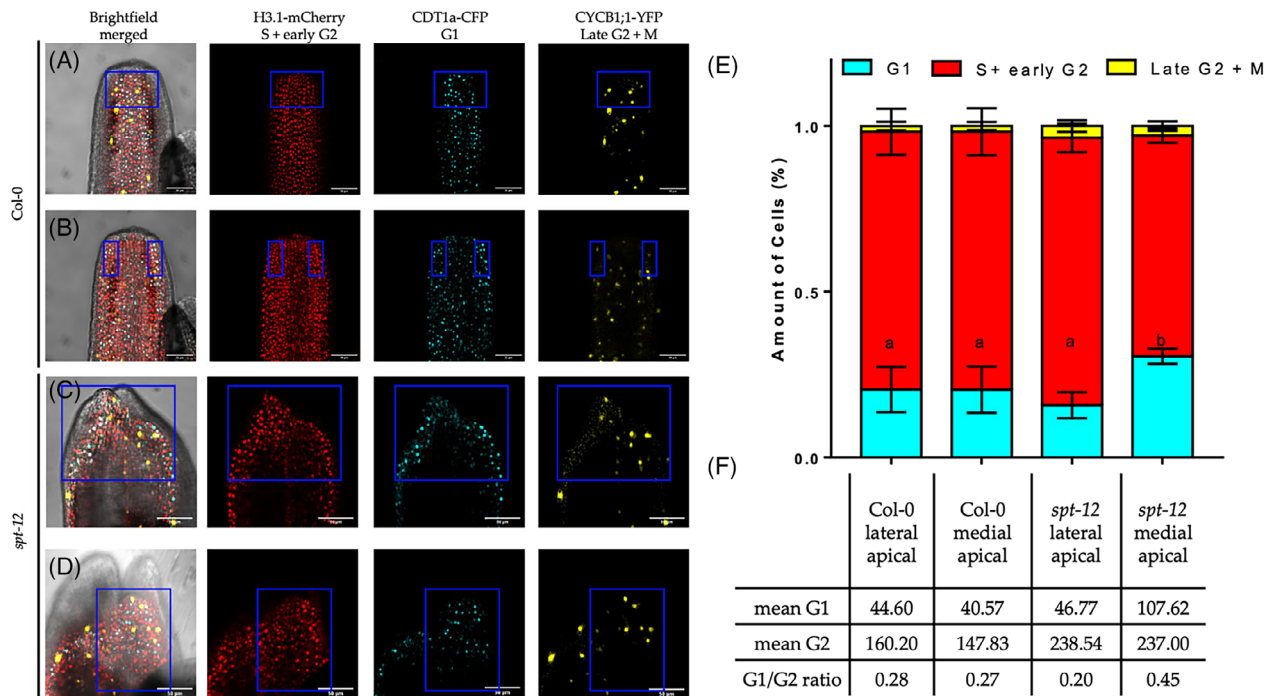 Brightfield merged
H3.1-mCherry S + early G2
CDT1a-CFP G1
CYCB1;1-YFP Late G2 + M
Col-0
(A)
(B)
spt-12
(C)
(D)
50 µm
(E)
G1 S+ early G2 Late G2 + M
Amount of Cells (%)
1.0
0.5
0.0
a a b
(F)
Col-0 lateral apical
Col-0 medial apical
spt-12 lateral apical
spt-12 medial apical
mean G1 44.60 40.57 46.77 107.62
mean G2 160.20 147.83 238.54 237.00
G1/G2 ratio 0.28 0.27 0.20 0.45